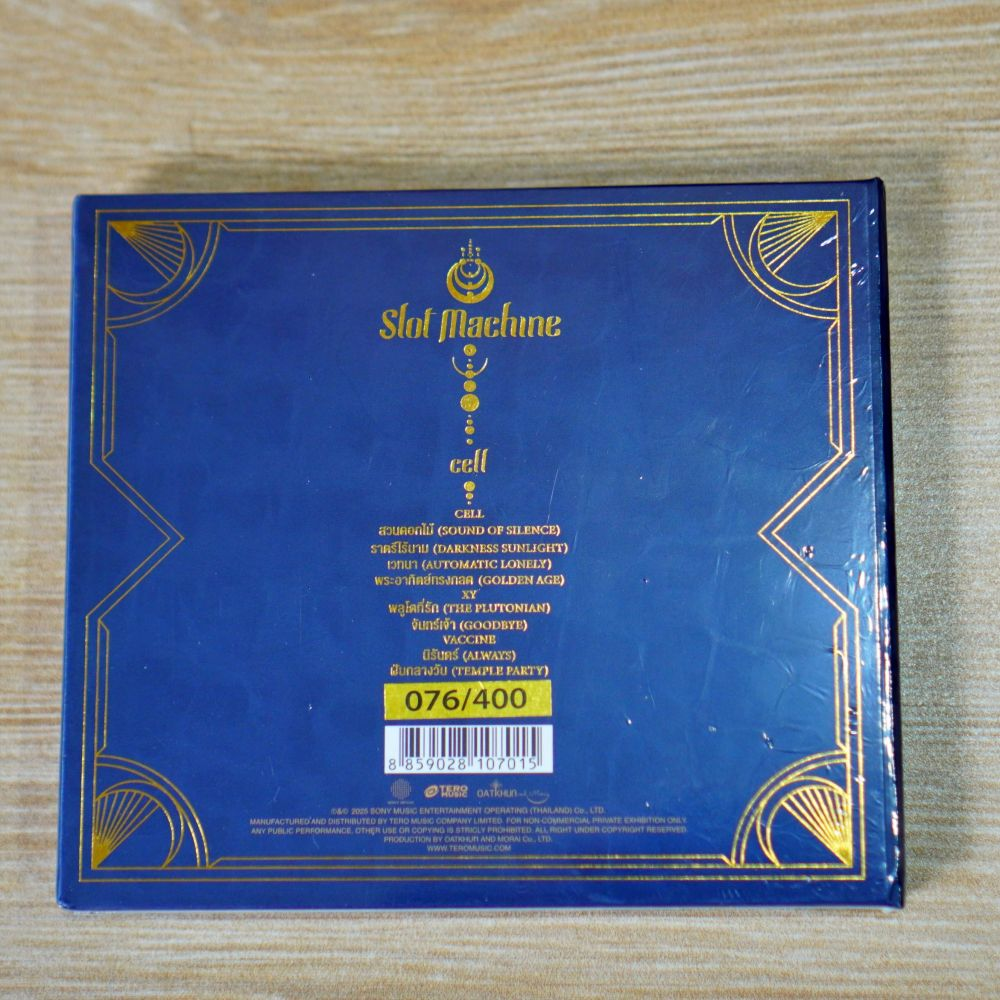 Slot Machine
cell
CELL
สวนดอกไม้ (SOUND OF SILENCE)
ราตรีไร้นาม (DARKNESS SUNLIGHT)
เวทนา (AUTOMATIC LONELY)
พระอาทิตย์ทรงกลด (GOLDEN AGE)
XY
พลูโตที่รัก (THE PLUTONIAN)
จันทร์เจ้า (GOODBYE)
VACCINE
นิรันดร์ (ALWAYS)
ฝันกลางวัน (TEMPLE PARTY)
076/400
8 859028 107015
TERO MUSIC OATKHUN and Mory
℗&© 2025 SONY MUSIC ENTERTAINMENT OPERATING (THAILAND) Co., LTD.
MANUFACTURED AND DISTRIBUTED BY TERO MUSIC COMPANY LIMITED. FOR NON-COMMERCIAL PRIVATE EXHIBITION ONLY.
ANY PUBLIC PERFORMANCE, OTHER USE OR COPYING IS STRICLY PROHIBITED. ALL RIGHT UNDER COPYRIGHT RESERVED
PRODUCTION BY OATKHUR AND MORN Co., LTD.
WWW.TEROMUSIC.COM